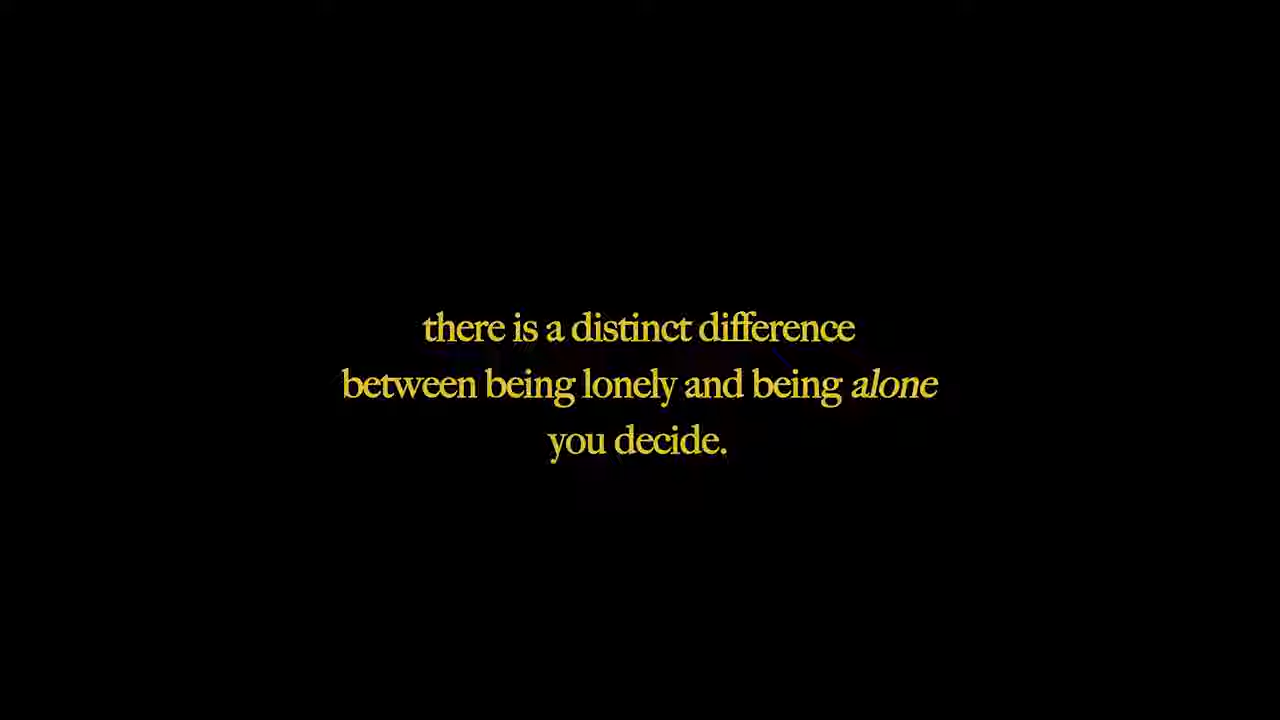 there is a distinct difference
between being lonely and being alone
you decide.